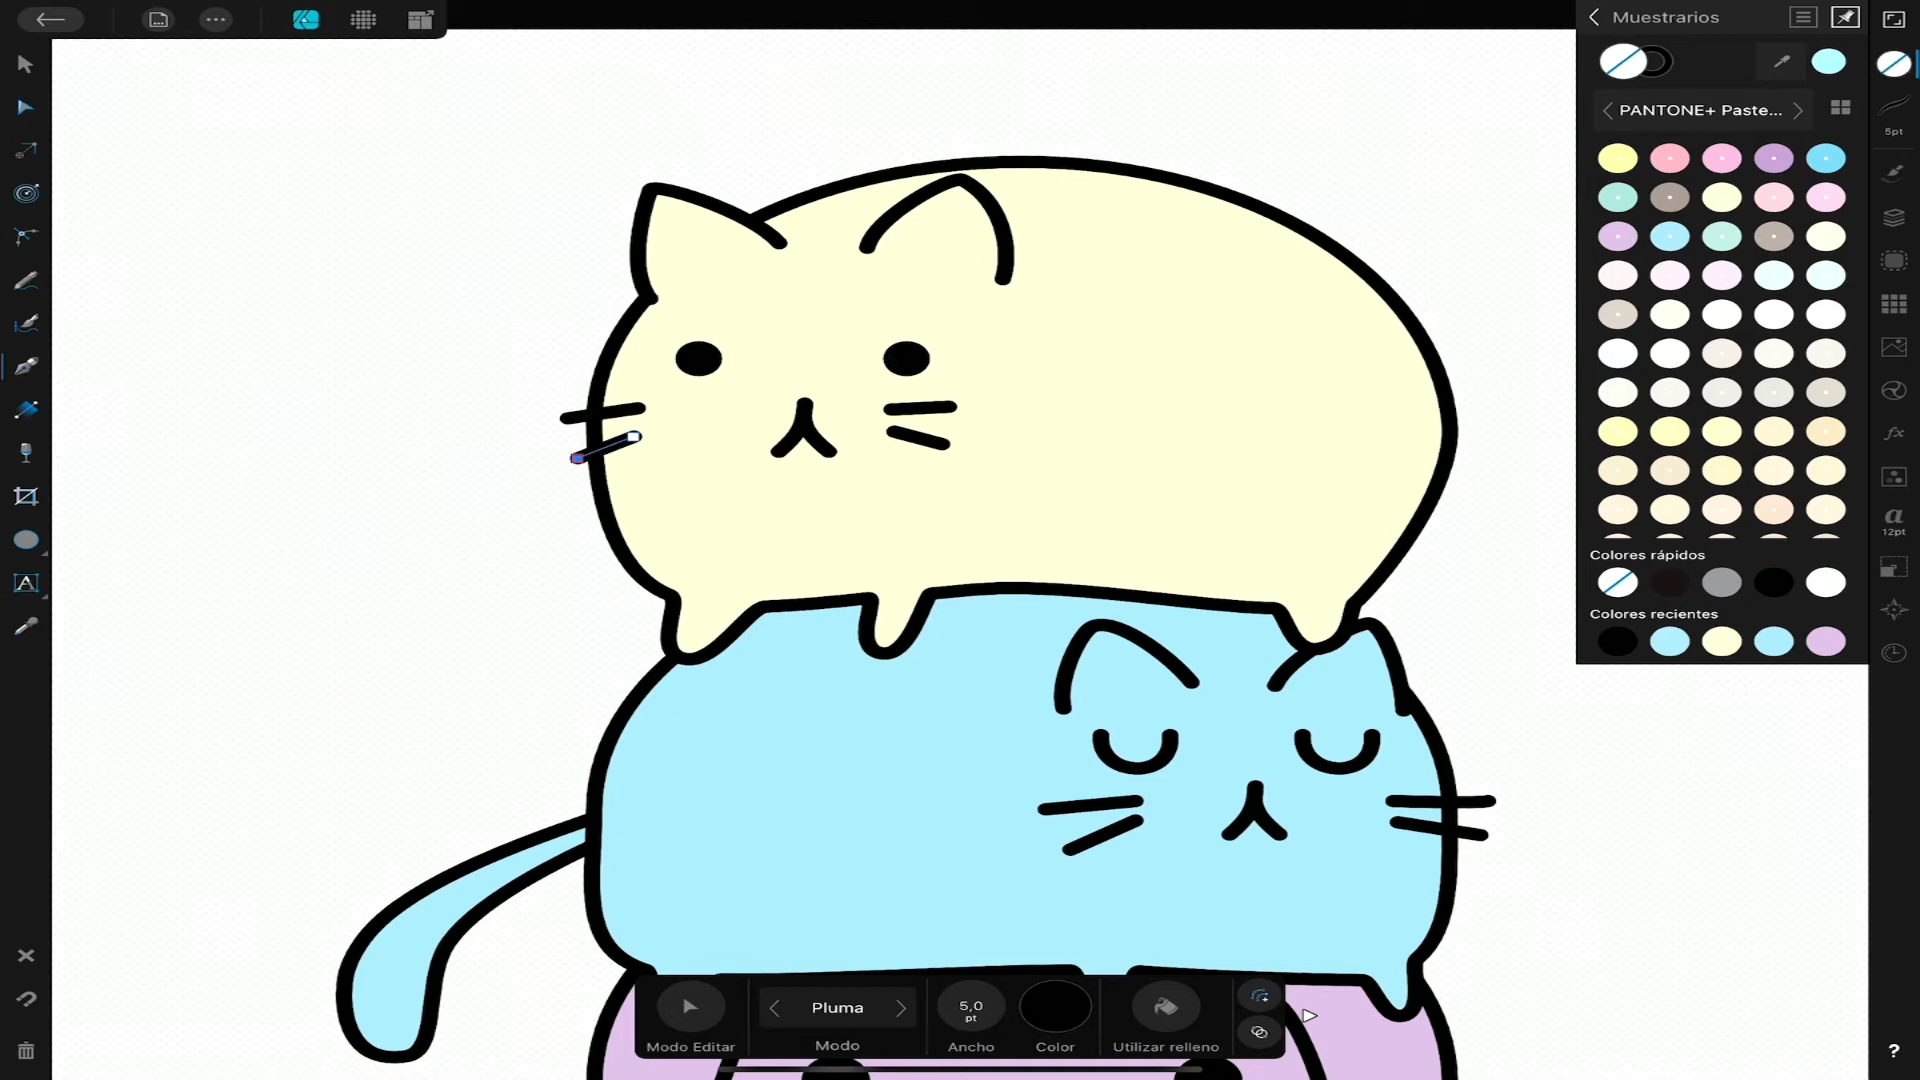 Muestrarios
PANTONE+ Paste...
5pt
12pt
a
fx
Colores rápidos
Colores recientes
A
Pluma
5,0
pt
Modo Editar
Modo
Ancho
Color
Utilizar relleno
?